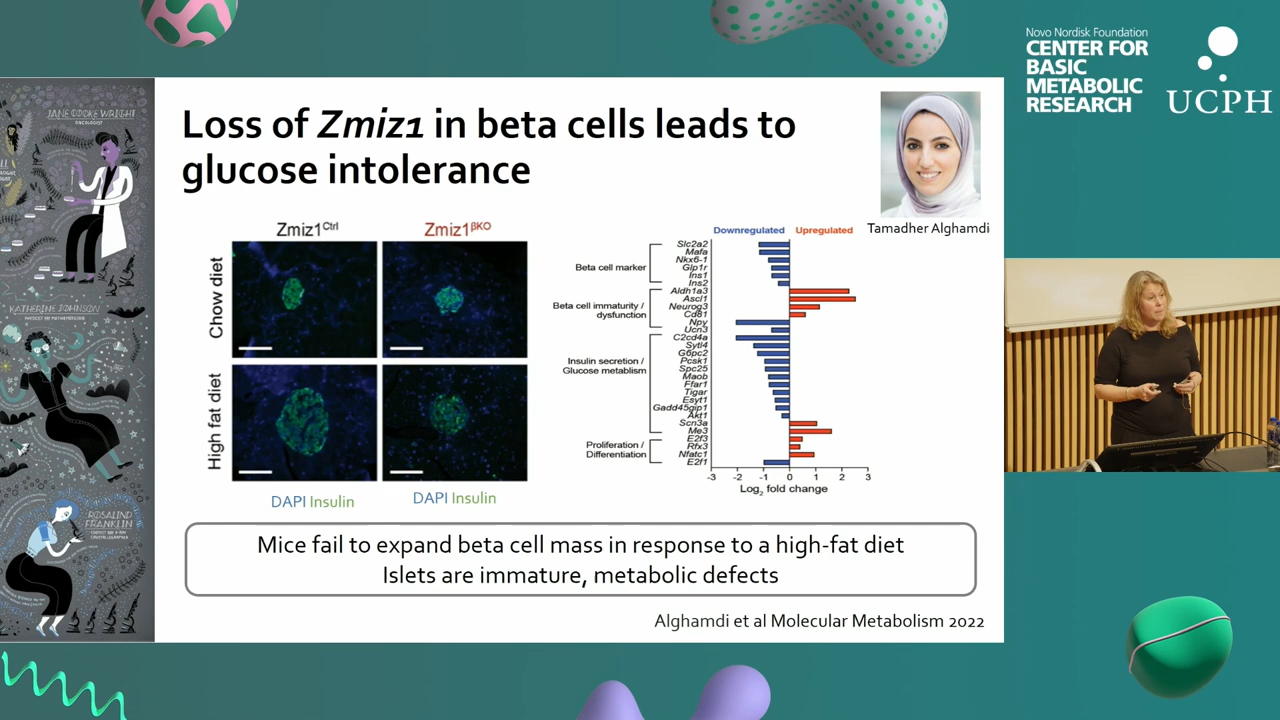 Novo Nordisk Foundation
CENTER FOR
BASIC
METABOLIC
RESEARCH
UCPH
JANE COOKE WRIGHT
ONCOLOGIST
KATHERINE JOHNSON
ROSALIND
FRANKLIN
Loss of Zmiz1 in beta cells leads to
glucose intolerance
Tamadher Alghamdi
Zmiz1Ctrl
Zmiz1βKO
Chow diet
High fat diet
DAPI Insulin
DAPI Insulin
Downregulated
Upregulated
Beta cell marker
Beta cell immaturity /
dysfunction
Insulin secretion /
Glucose metablism
Proliferation /
Differentiation
Slc2a2
Mafa
Nkx6-1
Glp1r
Ins1
Ins2
Aldh1a3
Ascl1
Neurog3
Cd81
Npy
Ucn3
C2cd4a
Sytl4
G6pc2
Pcsk1
Spc25
Maob
Ffar1
Tigar
Esyt1
Gadd45gip1
Akt1
Scn3a
Me3
E2f3
Rfx3
Nfatc1
E2f1
-3 -2 -1 0 1 2 3
Log2 fold change
Mice fail to expand beta cell mass in response to a high-fat diet
Islets are immature, metabolic defects
Alghamdi et al Molecular Metabolism 2022